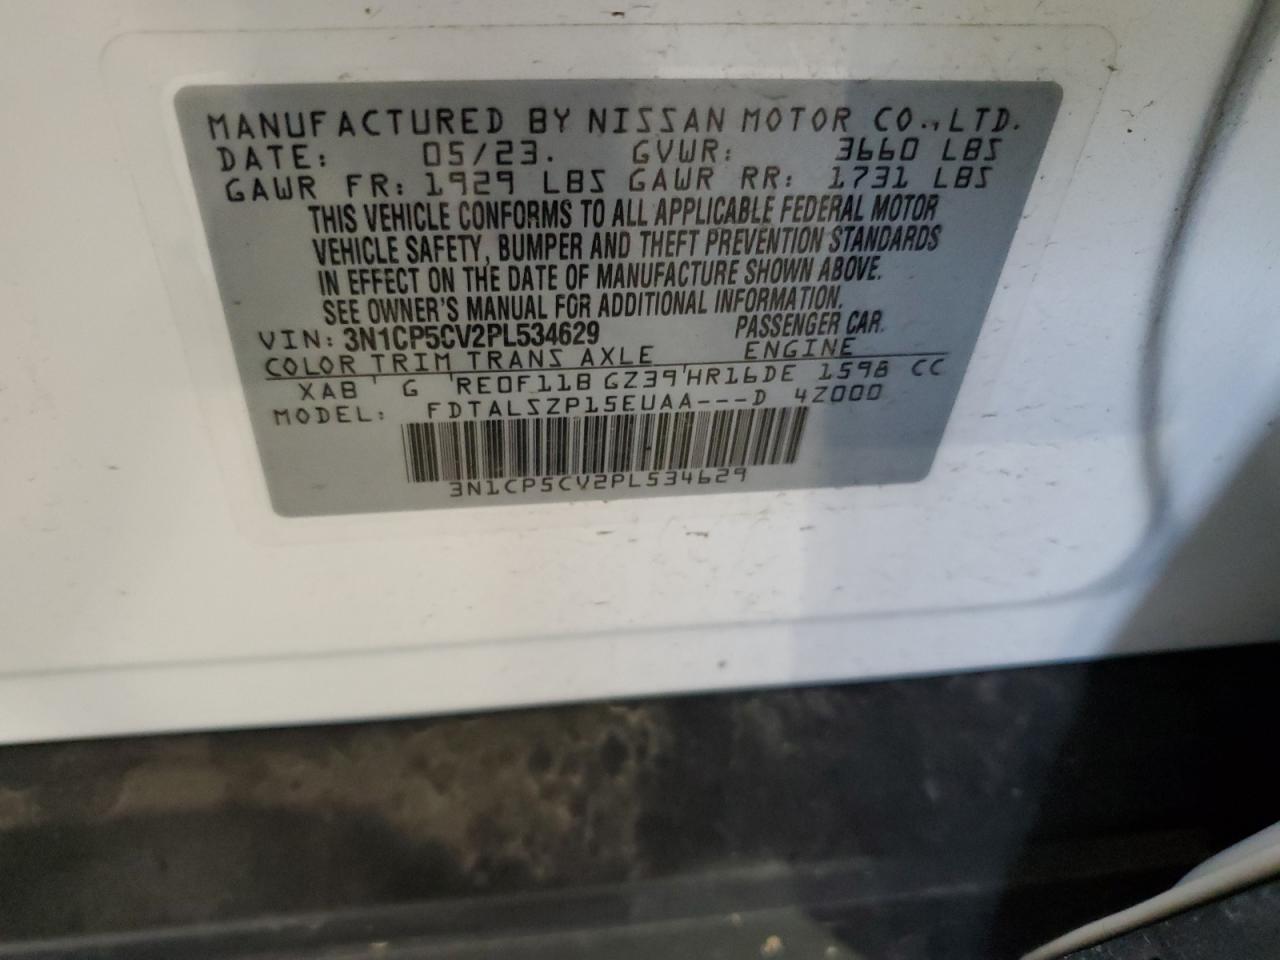 MANUFACTURED BY NISSAN MOTOR CO.,LTD.
DATE: 05/23. GVWR: 3660 LBS
GAWR FR: 1929 LBS GAWR RR: 1731 LBS
THIS VEHICLE CONFORMS TO ALL APPLICABLE FEDERAL MOTOR
VEHICLE SAFETY, BUMPER AND THEFT PREVENTION STANDARDS
IN EFFECT ON THE DATE OF MANUFACTURE SHOWN ABOVE.
SEE OWNER'S MANUAL FOR ADDITIONAL INFORMATION.
VIN: 3N1CP5CV2PL534629 PASSENGER CAR.
COLOR TRIM TRANS AXLE ENGINE
XAB ' G ' RE0F11B GZ39'HR16DE 1598 CC
MODEL: FDTALSZP15EUAA---D 4Z000
3N1CP5CV2PL534629